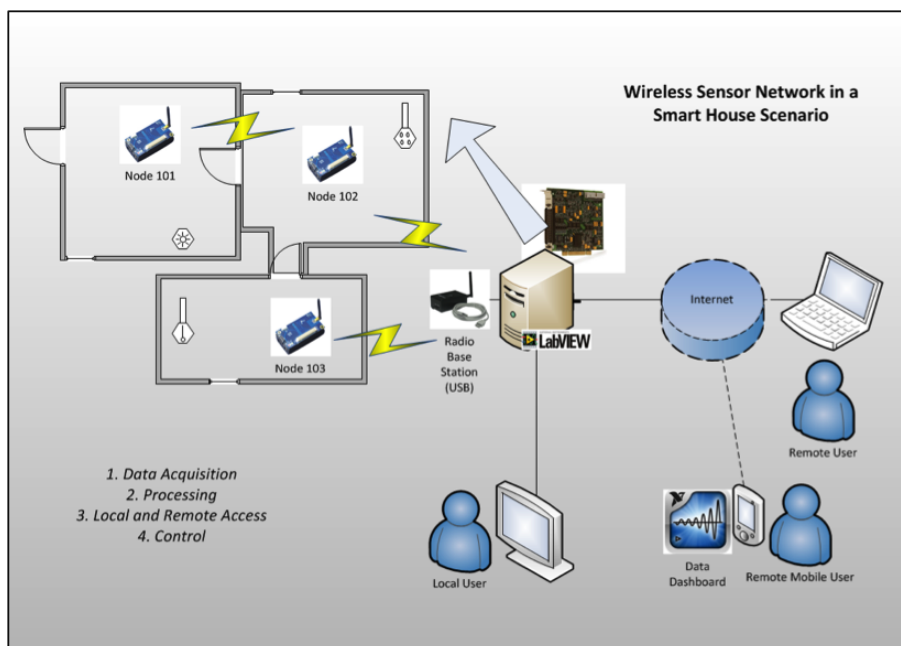 Wireless Sensor Network in a
Smart House Scenario
Node 101
Node 102
Node 103
Radio
Base
Station
(USB)
LabVIEW
Internet
Remote User
1. Data Acquisition
2. Processing
3. Local and Remote Access
4. Control
Local User
Data
Dashboard
Remote Mobile User